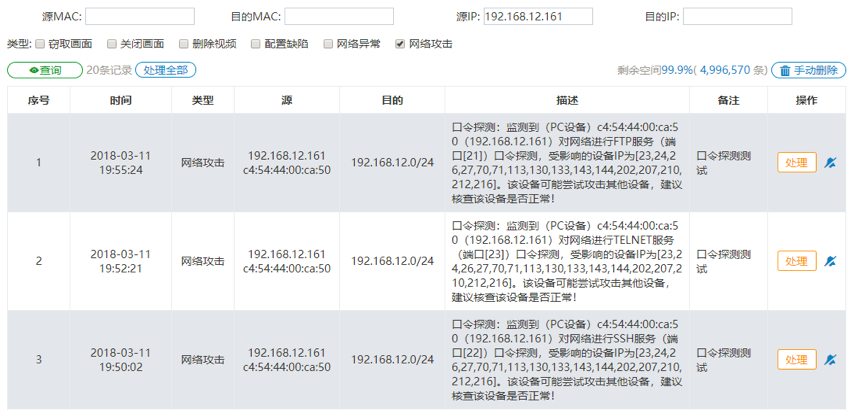 源MAC: 目的MAC: 源IP: 192.168.12.161 目的IP:
类型: 窃取画面 关闭画面 删除视频 配置缺陷 网络异常 网络攻击
查询 20条记录 处理全部 剩余空间99.9%( 4,996,570 条) 手动删除
序号 时间 类型 源 目的 描述 备注 操作
1
2018-03-11
19:55:24
网络攻击
192.168.12.161
c4:54:44:00:ca:50
192.168.12.0/24
口令探测：监测到（PC设备）c4:54:44:00:ca:5
0（192.168.12.161）对网络进行FTP服务（端
口[21]）口令探测，受影响的设备IP为[23,24,2
6,27,70,71,113,130,133,143,144,202,207,210,
212,216]。该设备可能尝试攻击其他设备，建议
核查该设备是否正常！
口令探测测
试
处理
2
2018-03-11
19:52:21
网络攻击
192.168.12.161
c4:54:44:00:ca:50
192.168.12.0/24
口令探测：监测到（PC设备）c4:54:44:00:ca:5
0（192.168.12.161）对网络进行TELNET服务
（端口[23]）口令探测，受影响的设备IP为[23,2
4,26,27,70,71,113,130,133,143,144,202,207,2
10,212,216]。该设备可能尝试攻击其他设备，
建议核查该设备是否正常！
口令探测测
试
处理
3
2018-03-11
19:50:02
网络攻击
192.168.12.161
c4:54:44:00:ca:50
192.168.12.0/24
口令探测：监测到（PC设备）c4:54:44:00:ca:5
0（192.168.12.161）对网络进行SSH服务（端
口[22]）口令探测，受影响的设备IP为[23,24,2
6,27,70,71,113,130,133,143,144,202,207,210,
212,216]。该设备可能尝试攻击其他设备，建议
核查该设备是否正常！
口令探测测
试
处理